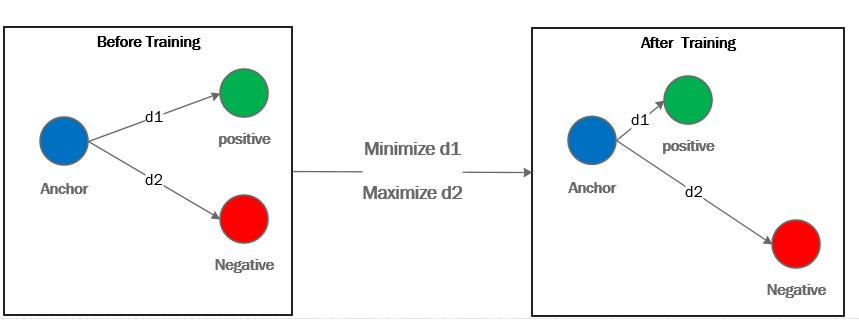 Before Training
d1
positive
Anchor
d2
Negative
Minimize d1
Maximize d2
After Training
d1
positive
Anchor
d2
Negative